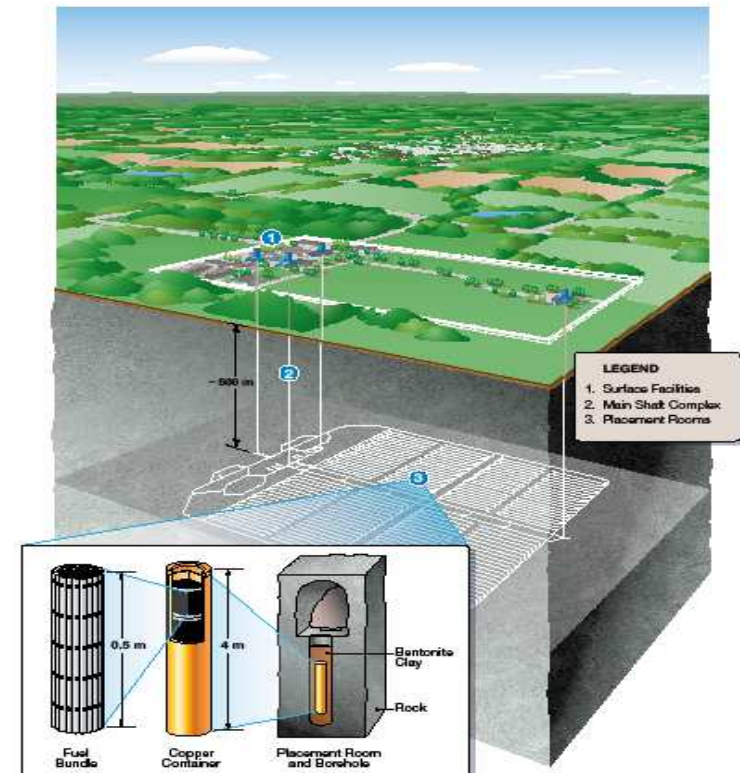 1
2
~ 500 m
LEGEND
1. Surface Facilities
2. Main Shaft Complex
3. Placement Rooms
3
0.5 m
4 m
Bentonite
Clay
Rock
Fuel
Bundle
Copper
Container
Placement Room
and Borehole